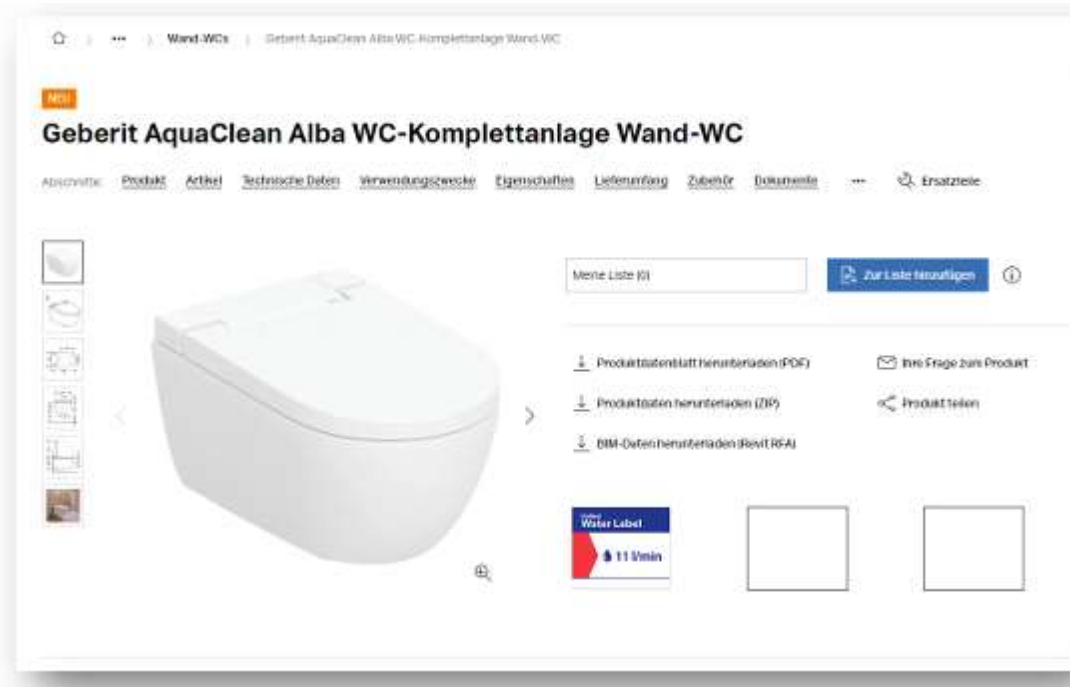 Wand-WCs Geberit AquaClean Alba WC-Komplettanlage Wand-WC
NEU
Geberit AquaClean Alba WC-Komplettanlage Wand-WC
Abschnitte: Produkt Artikel Technische Daten Verwendungszwecke Eigenschaften Lieferumfang Zubehör Dokumente ••• Ersatzteile
Meine Liste (0) Zur Liste hinzufügen
Produktdatenblatt herunterladen (PDF) Ihre Frage zum Produkt
Produktdaten herunterladen (ZIP) Produkt teilen
BIM-Daten herunterladen (Revit RFA)
Unified
Water Label
11 l/min